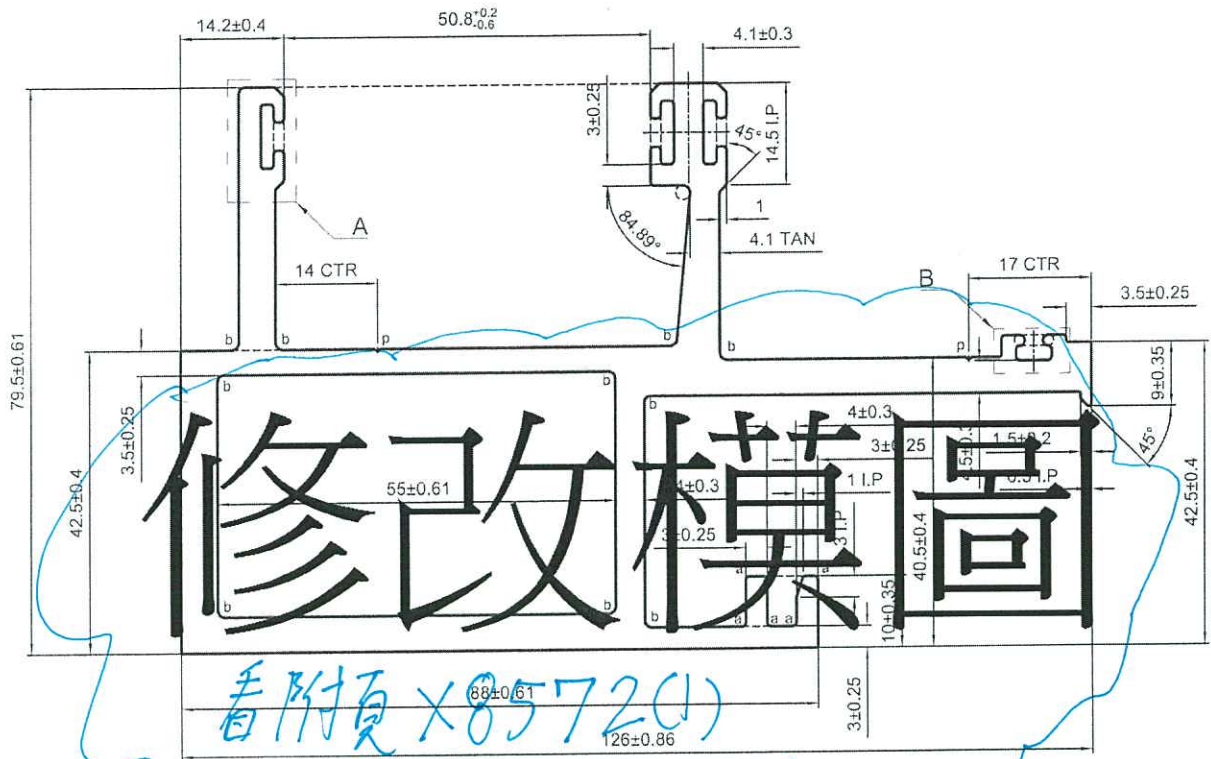 14.2±0.4
50.8 +0.2 -0.6
4.1±0.3
3±0.25
45°
14.5 I.P
A
84.89°
1
4.1 TAN
14 CTR
B
17 CTR
3.5±0.25
79.5±0.61
b b p b b p
42.5±0.4
3.5±0.25
b b b
9±0.35
45°
42.5±0.4
4±0.3
3±0.25
1.5±0.2
修改模圖
55±0.61
4±0.3
1 I.P
0.5 I.P
3±0.25
3 I.P
40.5±0.4
a a
b b b a a a
10±0.35
看附頁 X8572(1)
88±0.61
3±0.25
126±0.86